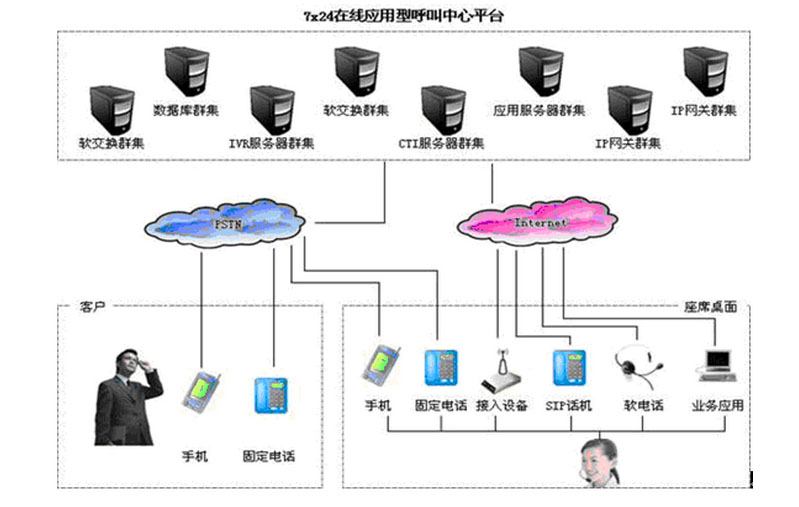 7x24在线应用型呼叫中心平台
数据库群集
软交换群集
应用服务器群集
IP网关群集
软交换群集
IVR服务器群集
CTI服务器群集
IP网关群集
PSTN
Internet
客户
座席桌面
手机
固定电话
接入设备
SIP话机
软电话
业务应用
手机
固定电话